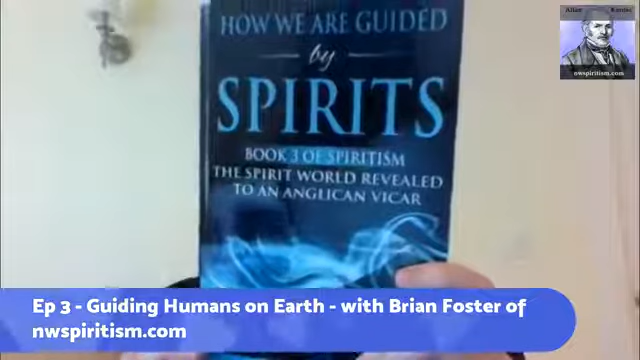 HOW WE ARE GUIDED
by
SPIRITS
BOOK 3 OF SPIRITISM
THE SPIRIT WORLD REVEALED
TO AN ANGLICAN VICAR
Allan Kardec
nwspiritism.com
Ep 3 - Guiding Humans on Earth - with Brian Foster of
nwspiritism.com